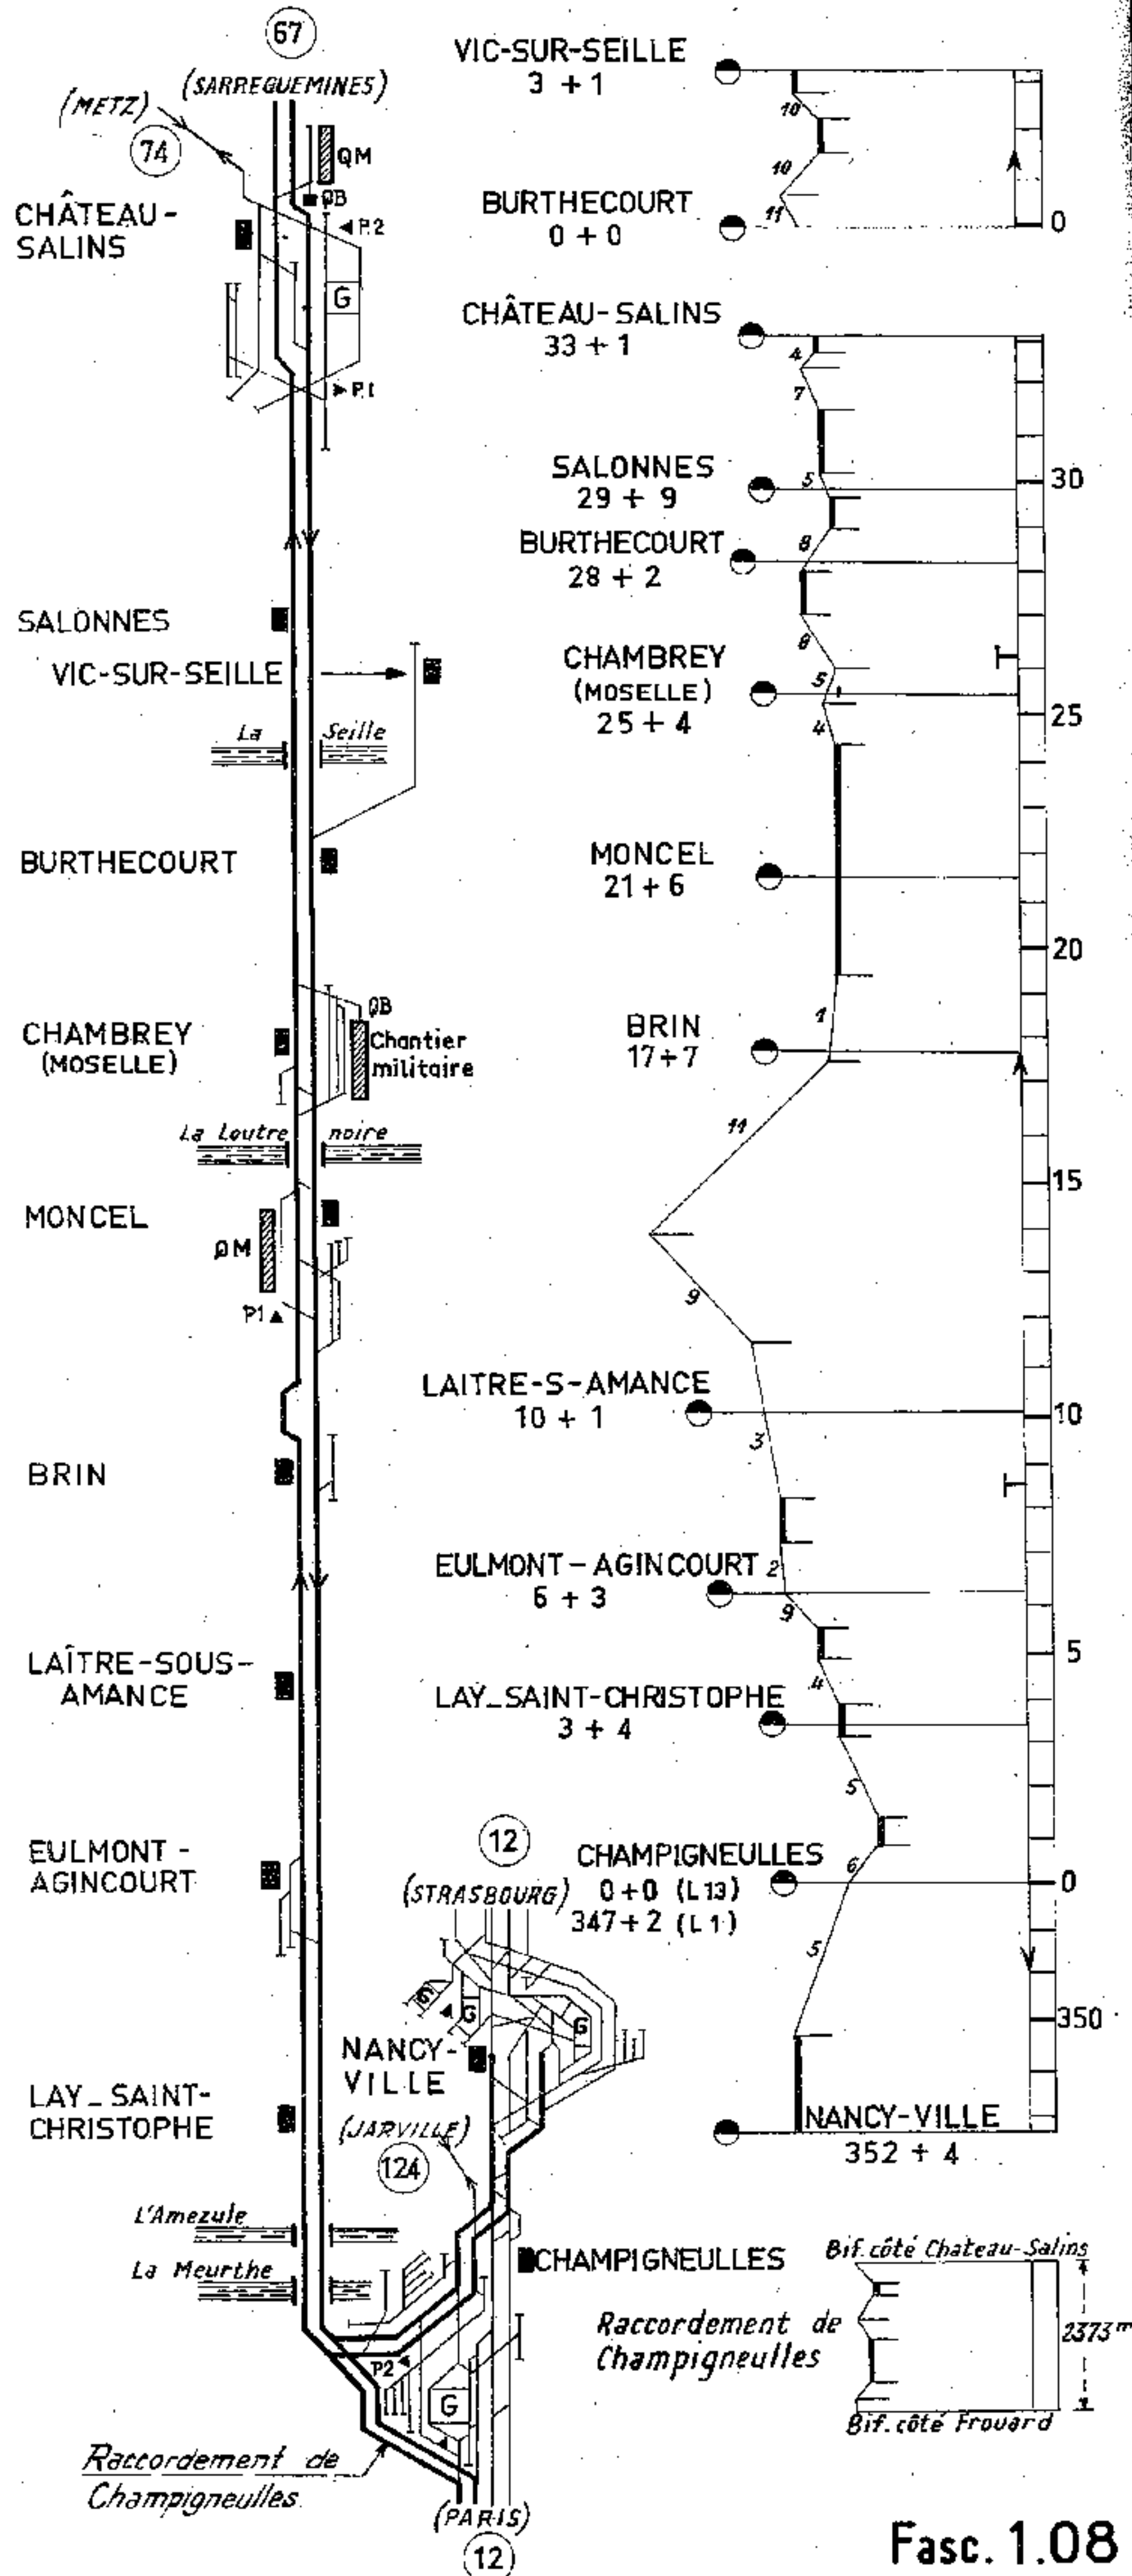 67
(SARREGUEMINES)
(METZ)
74
QM
QB
CHÂTEAU-
SALINS
P.2
G
P.1
SALONNES
VIC-SUR-SEILLE
La Seille
BURTHECOURT
CHAMBREY
(MOSELLE)
QB
Chantier
militaire
La Loutre noire
MONCEL
QM
P1
BRIN
LAÎTRE-SOUS-
AMANCE
EULMONT-
AGINCOURT
12
(STRASBOURG)
G
G
G
NANCY-
VILLE
LAY_SAINT-
CHRISTOPHE
(JARVILLE)
124
L'Amezule
La Meurthe
CHAMPIGNEULLES
P2
G
Raccordement de
Champigneulles
(PARIS)
12
VIC-SUR-SEILLE
3 + 1
10
10
11
BURTHECOURT
0 + 0
0
CHÂTEAU-SALINS
33 + 1
4
7
SALONNES
29 + 9
5
30
BURTHECOURT
28 + 2
8
8
CHAMBREY
(MOSELLE)
25 + 4
5
4
25
MONCEL
21 + 6
20
1
BRIN
17 + 7
11
15
9
LAITRE-S-AMANCE
10 + 1
10
3
EULMONT-AGINCOURT
6 + 3
2
9
5
4
LAY_SAINT-CHRISTOPHE
3 + 4
5
CHAMPIGNEULLES
0+0 (L13)
347+2 (L1)
6
0
5
350
NANCY-VILLE
352 + 4
Bif. côté Chateau-Salins
Raccordement de
Champigneulles
2373m
Bif. côté Frouard
Fasc. 1.08